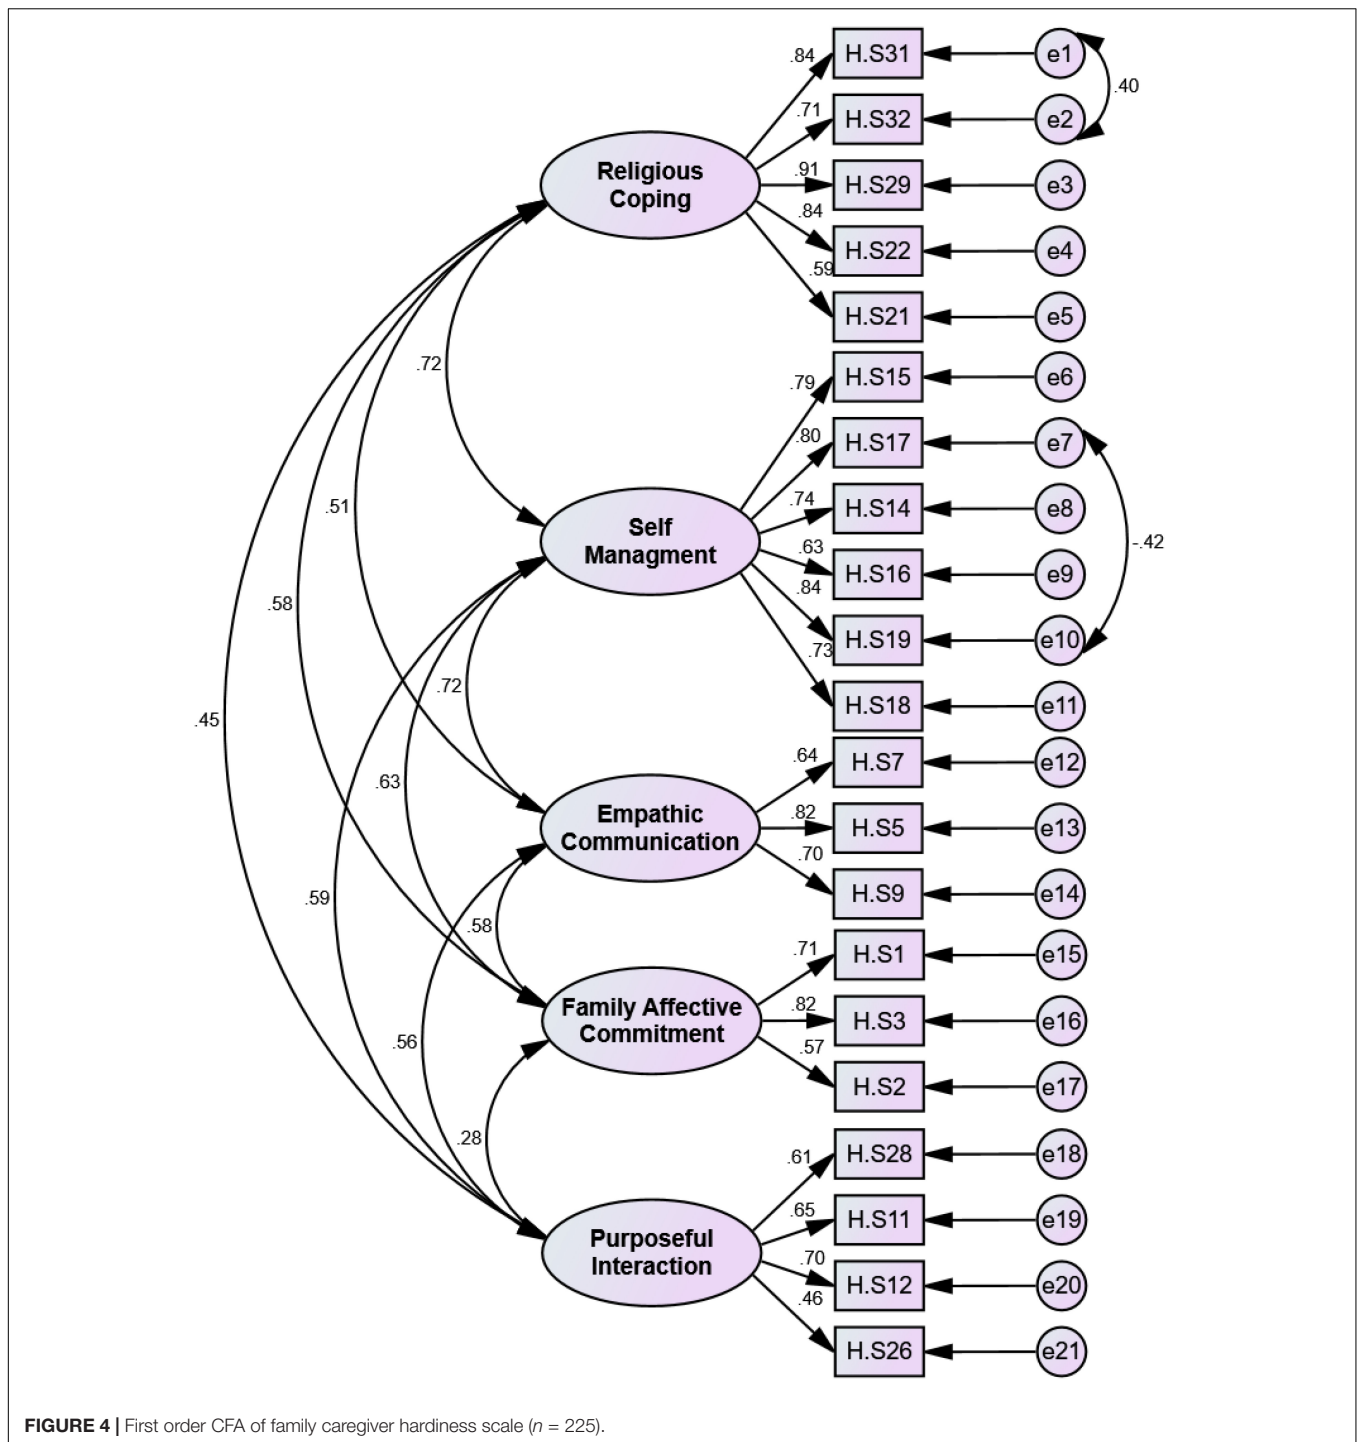 .84
H.S31
e1
.40
.71
H.S32
e2
Religious
Coping
.91
H.S29
e3
.84
H.S22
e4
.59
H.S21
e5
.72
.79
H.S15
e6
.80
H.S17
e7
.51
.74
H.S14
e8
Self
Managment
-.42
.63
H.S16
e9
.84
.58
H.S19
e10
.73
H.S18
e11
.72
.45
.64
H.S7
e12
.63
Empathic
Communication
.82
H.S5
e13
.70
H.S9
e14
.59
.58
.71
H.S1
e15
Family Affective
Commitment
.82
H.S3
e16
.56
.57
H.S2
e17
.28
.61
H.S28
e18
.65
H.S11
e19
Purposeful
Interaction
.70
H.S12
e20
.46
H.S26
e21
FIGURE 4 | First order CFA of family caregiver hardiness scale (n = 225).